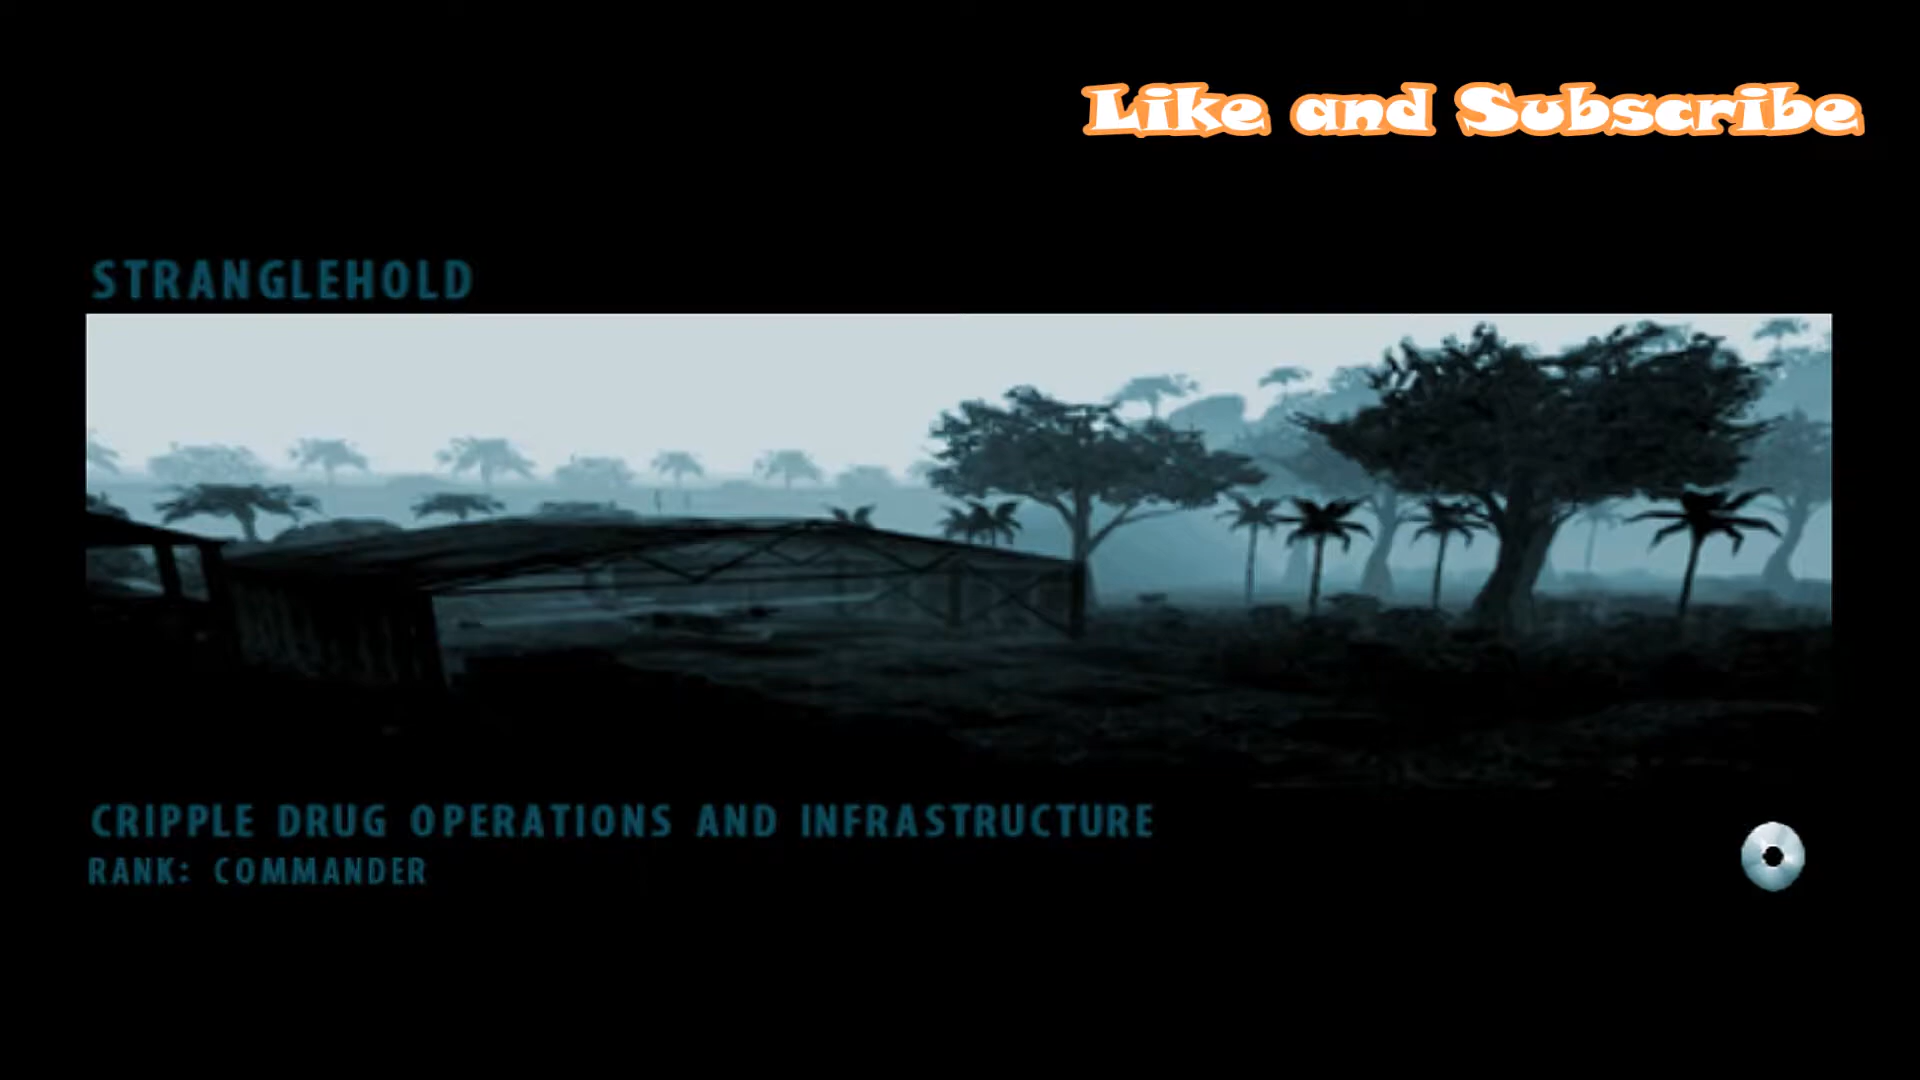 Like and Subscribe
STRANGLEHOLD
CRIPPLE DRUG OPERATIONS AND INFRASTRUCTURE
RANK: COMMANDER